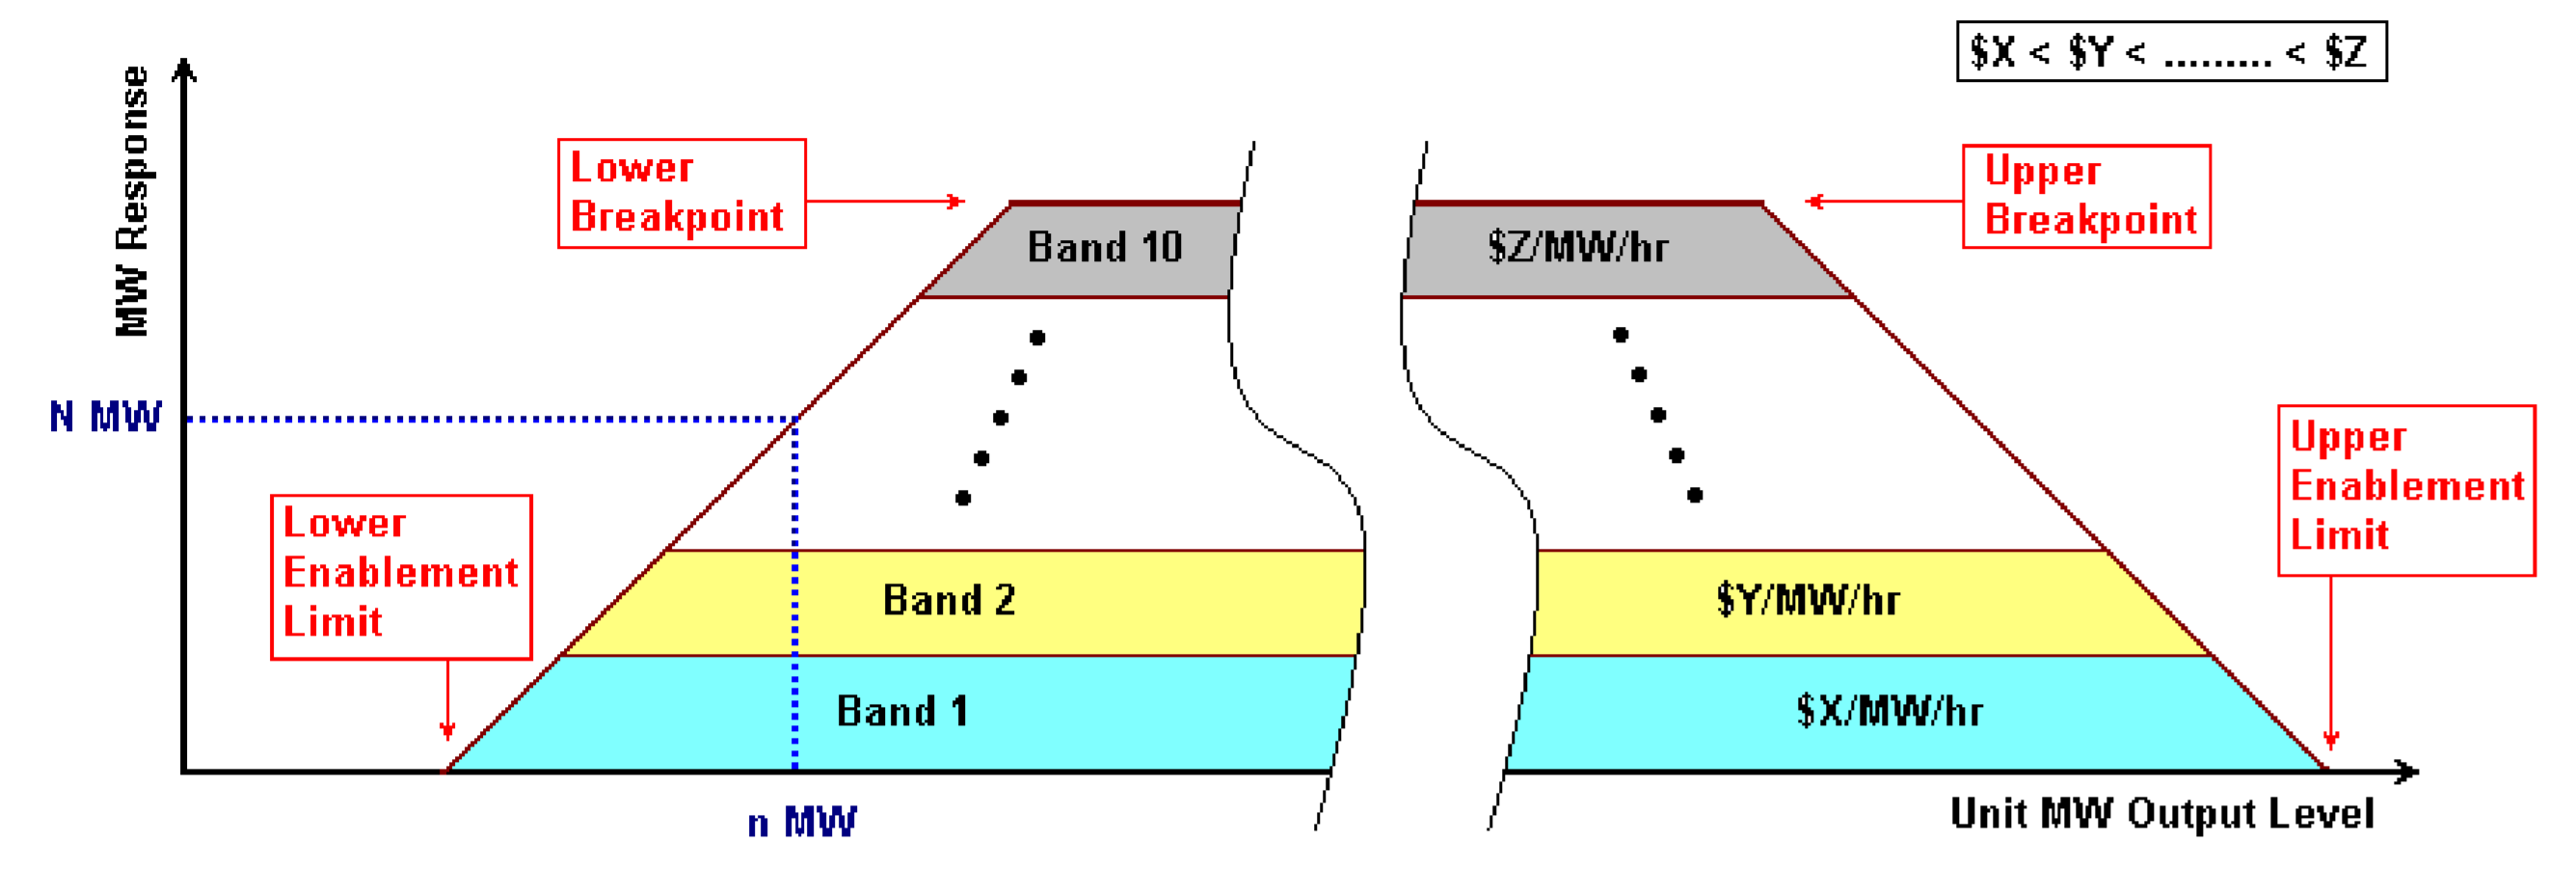 $X < $Y < ......... < $Z
MW Response
Lower
Breakpoint
Upper
Breakpoint
Band 10
$Z/MW/hr
N MW
Lower
Enablement
Limit
Upper
Enablement
Limit
Band 2
$Y/MW/hr
Band 1
$X/MW/hr
n MW
Unit MW Output Level